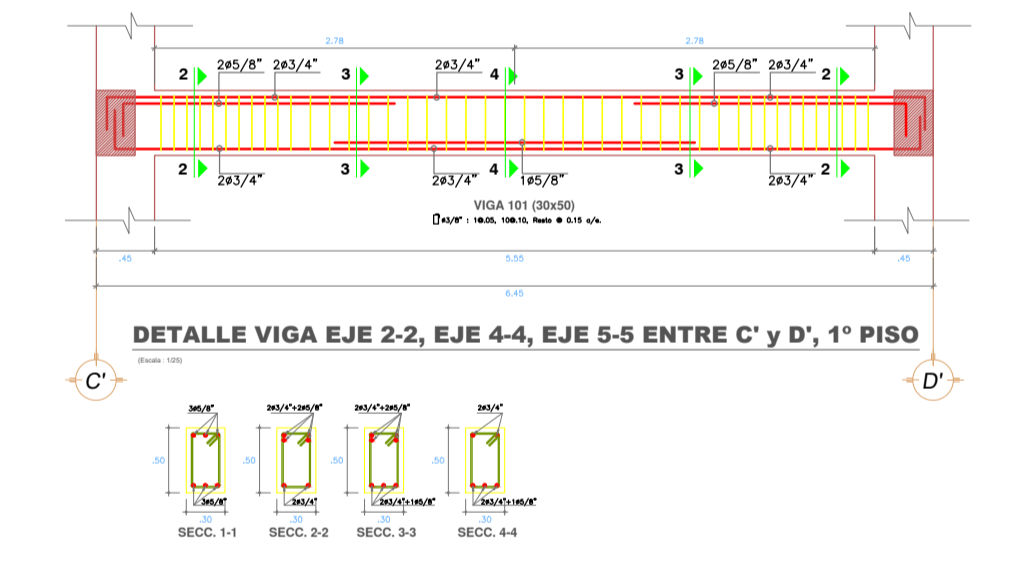 2.78 2.78
2 2ø5/8" 2ø3/4" 3 2ø3/4" 4 3 2ø5/8" 2ø3/4" 2
2 2ø3/4" 3 2ø3/4" 4 1ø5/8" 3 2ø3/4" 2
VIGA 101 (30x50)
ø3/8" : 1@.05, 10@.10, Resto @ 0.15 a/e.
.45 5.55 .45
6.45
DETALLE VIGA EJE 2-2, EJE 4-4, EJE 5-5 ENTRE C' y D', 1º PISO
(Escala : 1/25)
C' D'
3ø5/8" 2ø3/4"+2ø5/8" 2ø3/4"+2ø5/8" 2ø3/4"
.50 .50 .50 .50
3ø5/8" 2ø3/4" 2ø3/4"+1ø5/8" 2ø3/4"+1ø5/8"
.30 .30 .30 .30
SECC. 1-1 SECC. 2-2 SECC. 3-3 SECC. 4-4